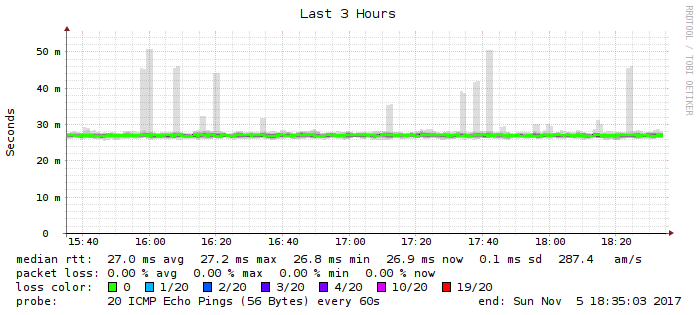 Last 3 Hours
RRDTOOL / TOBI OETIKER
Seconds
50 m
40 m
30 m
20 m
10 m
0
15:40 16:00 16:20 16:40 17:00 17:20 17:40 18:00 18:20
median rtt: 27.0 ms avg 27.2 ms max 26.8 ms min 26.9 ms now 0.1 ms sd 287.4 am/s
packet loss: 0.00 % avg 0.00 % max 0.00 % min 0.00 % now
loss color: 0 1/20 2/20 3/20 4/20 10/20 19/20
probe: 20 ICMP Echo Pings (56 Bytes) every 60s end: Sun Nov 5 18:35:03 2017